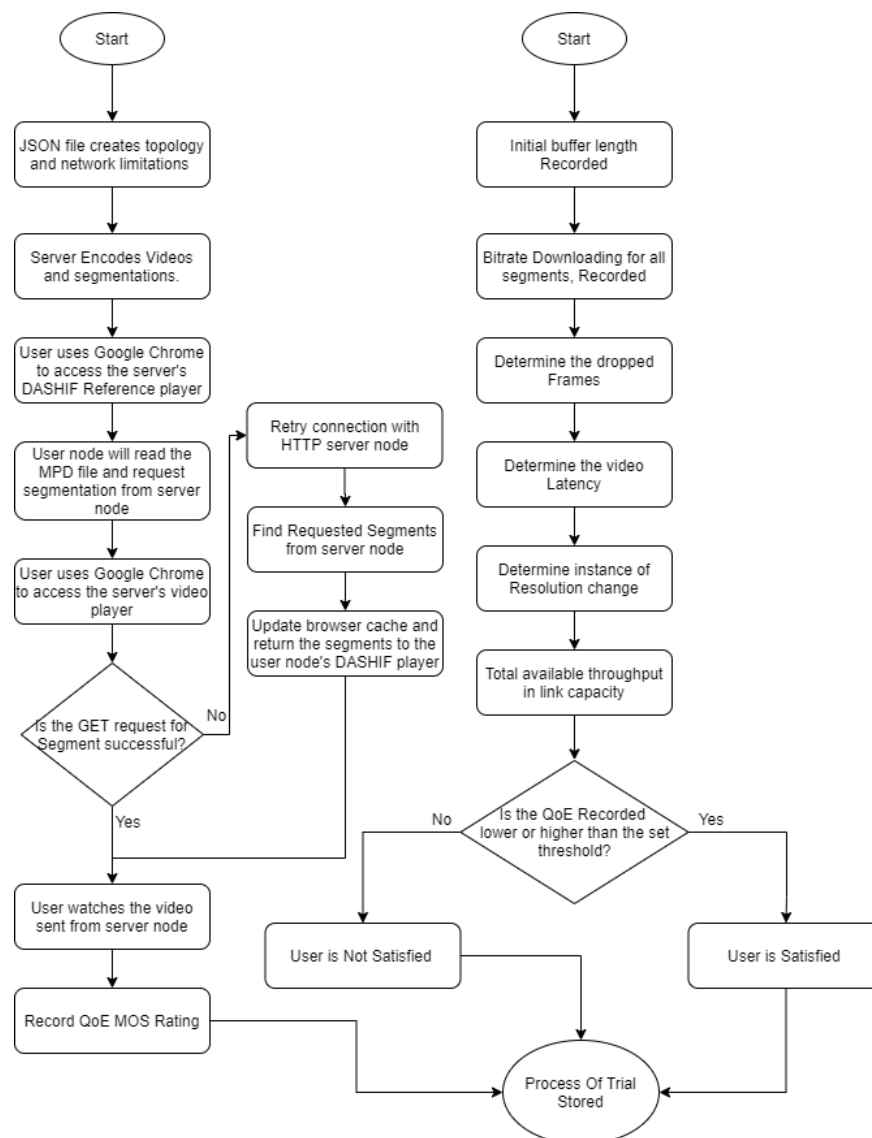 Start
JSON file creates topology
and network limitations
Server Encodes Videos
and segmentations.
User uses Google Chrome
to access the server's
DASHIF Reference player
User node will read the
MPD file and request
segmentation from server
node
User uses Google Chrome
to access the server's video
player
Is the GET request for
Segment successful?
No
Yes
Retry connection with
HTTP server node
Find Requested Segments
from server node
Update browser cache and
return the segments to the
user node's DASHIF player
User watches the video
sent from server node
Record QoE MOS Rating
Start
Initial buffer length
Recorded
Bitrate Downloading for all
segments, Recorded
Determine the dropped
Frames
Determine the video
Latency
Determine instance of
Resolution change
Total available throughput
in link capacity
Is the QoE Recorded
lower or higher than the set
threshold?
No
Yes
User is Not Satisfied
User is Satisfied
Process Of Trial
Stored